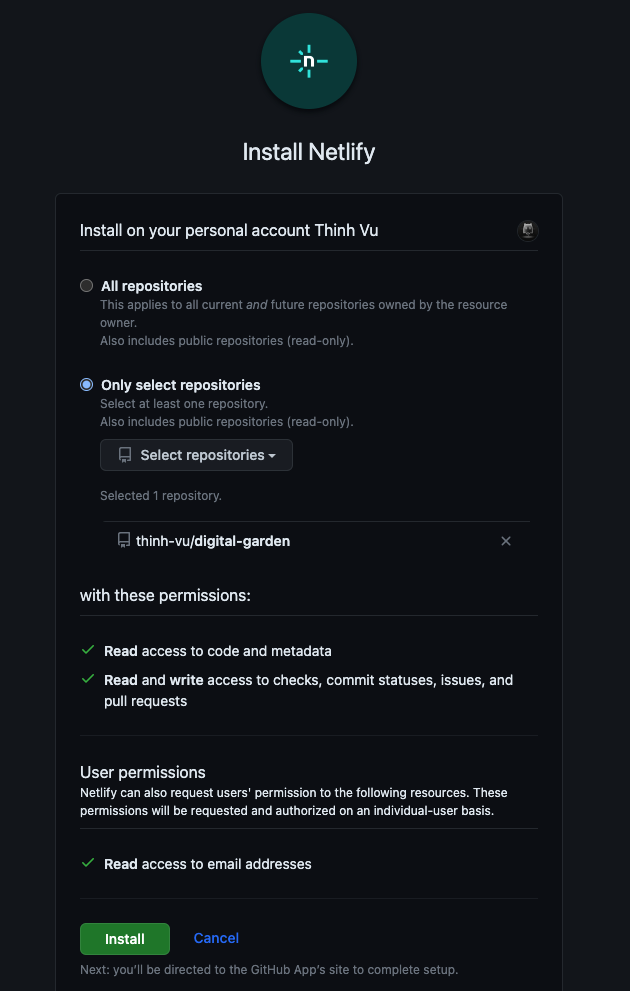 n
Install Netlify
Install on your personal account Thinh Vu
All repositories
This applies to all current and future repositories owned by the resource
owner.
Also includes public repositories (read-only).
Only select repositories
Select at least one repository.
Also includes public repositories (read-only).
Select repositories
Selected 1 repository.
thinh-vu/digital-garden
with these permissions:
Read access to code and metadata
Read and write access to checks, commit statuses, issues, and
pull requests
User permissions
Netlify can also request users' permission to the following resources. These
permissions will be requested and authorized on an individual-user basis.
Read access to email addresses
Install Cancel
Next: you'll be directed to the GitHub App's site to complete setup.